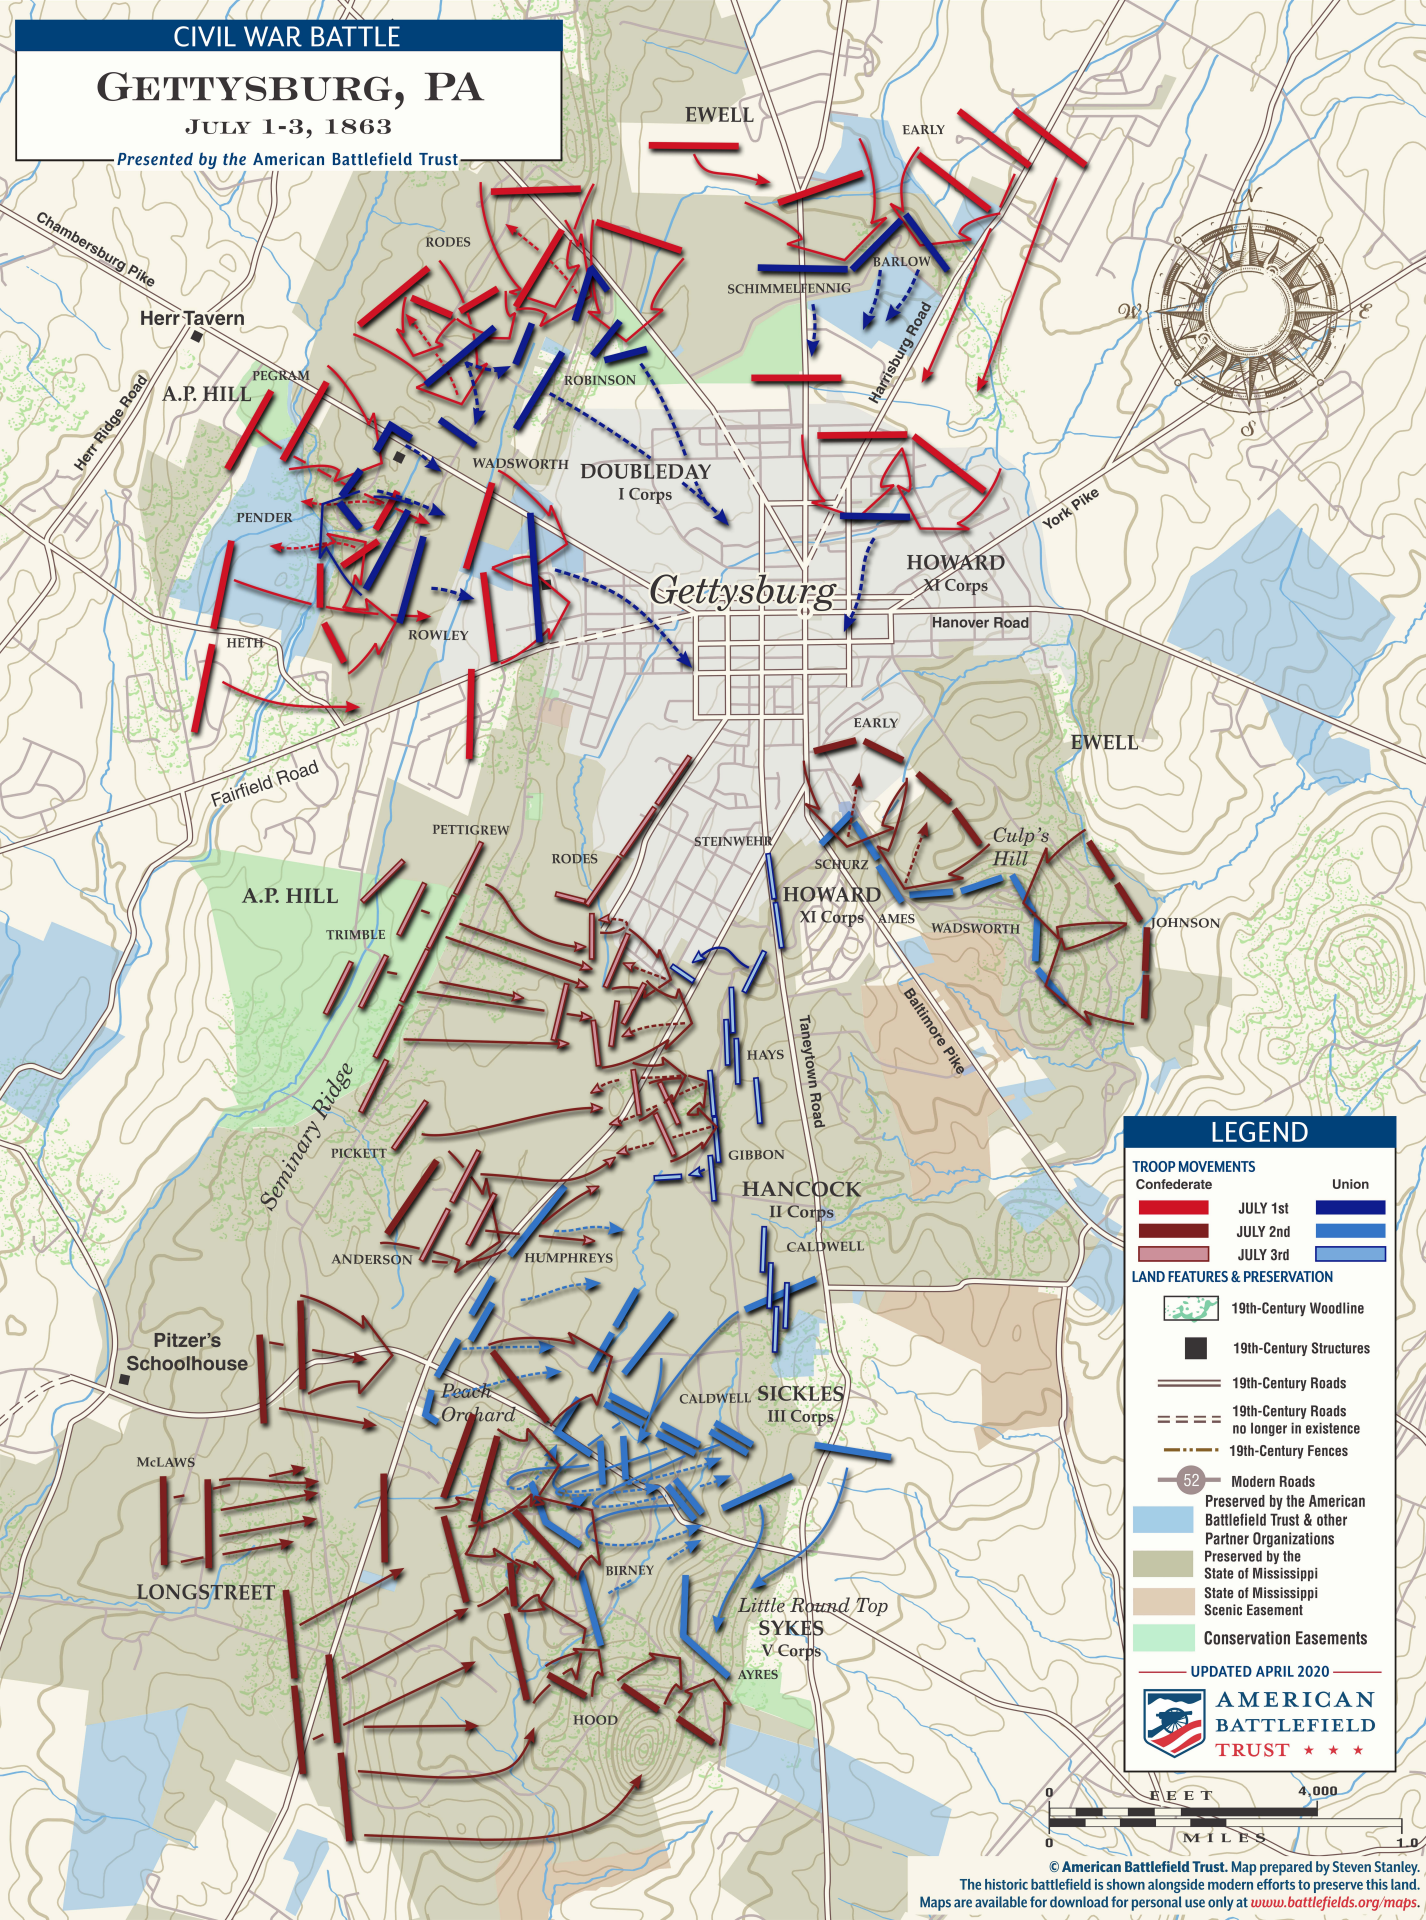 CIVIL WAR BATTLE
GETTYSBURG, PA
JULY 1-3, 1863
Presented by the American Battlefield Trust
EWELL
EARLY
N
W
E
S
RODES
BARLOW
SCHIMMELFENNIG
Chambersburg Pike
Herr Tavern
Herr Ridge Road
A.P. HILL
PEGRAM
ROBINSON
Harrisburg Road
WADSWORTH
DOUBLEDAY
I Corps
PENDER
York Pike
HOWARD
XI Corps
Gettysburg
Hanover Road
ROWLEY
HETH
Fairfield Road
EARLY
EWELL
PETTIGREW
RODES
STEINWEHR
SCHURZ
Culp's
Hill
A.P. HILL
HOWARD
XI Corps
AMES
WADSWORTH
JOHNSON
TRIMBLE
Baltimore Pike
Taneytown Road
HAYS
Seminary Ridge
PICKETT
GIBBON
HANCOCK
II Corps
ANDERSON
HUMPHREYS
CALDWELL
Pitzer's
Schoolhouse
Peach
Orchard
CALDWELL
SICKLES
III Corps
McLAWS
LONGSTREET
BIRNEY
Little Round Top
SYKES
V Corps
AYRES
HOOD
LEGEND
TROOP MOVEMENTS
Confederate
Union
JULY 1st
JULY 2nd
JULY 3rd
LAND FEATURES & PRESERVATION
19th-Century Woodline
19th-Century Structures
19th-Century Roads
19th-Century Roads
no longer in existence
19th-Century Fences
52
Modern Roads
Preserved by the American
Battlefield Trust & other
Partner Organizations
Preserved by the
State of Mississippi
State of Mississippi
Scenic Easement
Conservation Easements
UPDATED APRIL 2020
AMERICAN
BATTLEFIELD
TRUST
0 FEET 4,000
0 MILES 1.0
© American Battlefield Trust. Map prepared by Steven Stanley.
The historic battlefield is shown alongside modern efforts to preserve this land.
Maps are available for download for personal use only at www.battlefields.org/maps.